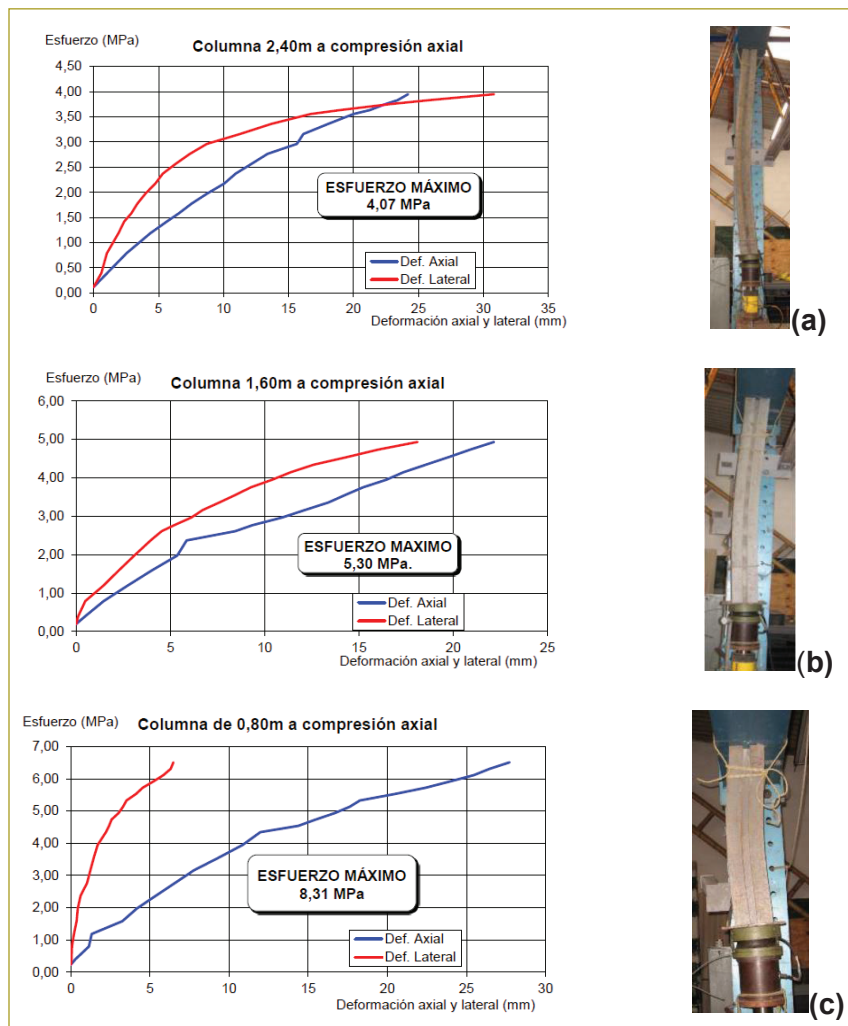 Esfuerzo (MPa)
Columna 2,40m a compresión axial
4,50
4,00
3,50
3,00
2,50
2,00
1,50
1,00
0,50
0,00
ESFUERZO MÁXIMO
4,07 MPa
Def. Axial
Def. Lateral
0 5 10 15 20 25 30 35
Deformación axial y lateral (mm)
(a)
Esfuerzo (MPa)
Columna 1,60m a compresión axial
6,00
5,00
4,00
3,00
2,00
1,00
0,00
ESFUERZO MAXIMO
5,30 MPa.
Def. Axial
Def. Lateral
0 5 10 15 20 25
Deformación axial y lateral (mm)
(b)
Esfuerzo (MPa)
Columna de 0,80m a compresión axial
7,00
6,00
5,00
4,00
3,00
2,00
1,00
0,00
ESFUERZO MÁXIMO
8,31 MPa
Def. Axial
Def. Lateral
0 5 10 15 20 25 30
Deformación axial y lateral (mm)
(c)